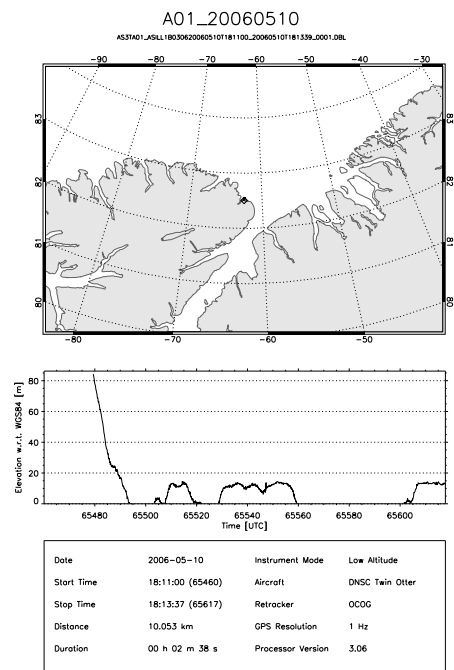 A01_20060510
AS3TA01_ASILL1B030620060510T181100_20060510T181339_0001.DBL
-90 -80 -70 -60 -50 -40 -30
83 83
82 82
81 81
80 80
-80 -70 -60 -50
Elevation w.r.t. WGS84 [m]
80
60
40
20
0
65480 65500 65520 65540 65560 65580 65600
Time [UTC]
Date 2006-05-10 Instrument Mode Low Altitude
Start Time 18:11:00 (65460) Aircraft DNSC Twin Otter
Stop Time 18:13:37 (65617) Retracker OCOG
Distance 10.053 km GPS Resolution 1 Hz
Duration 00 h 02 m 38 s Processor Version 3.06